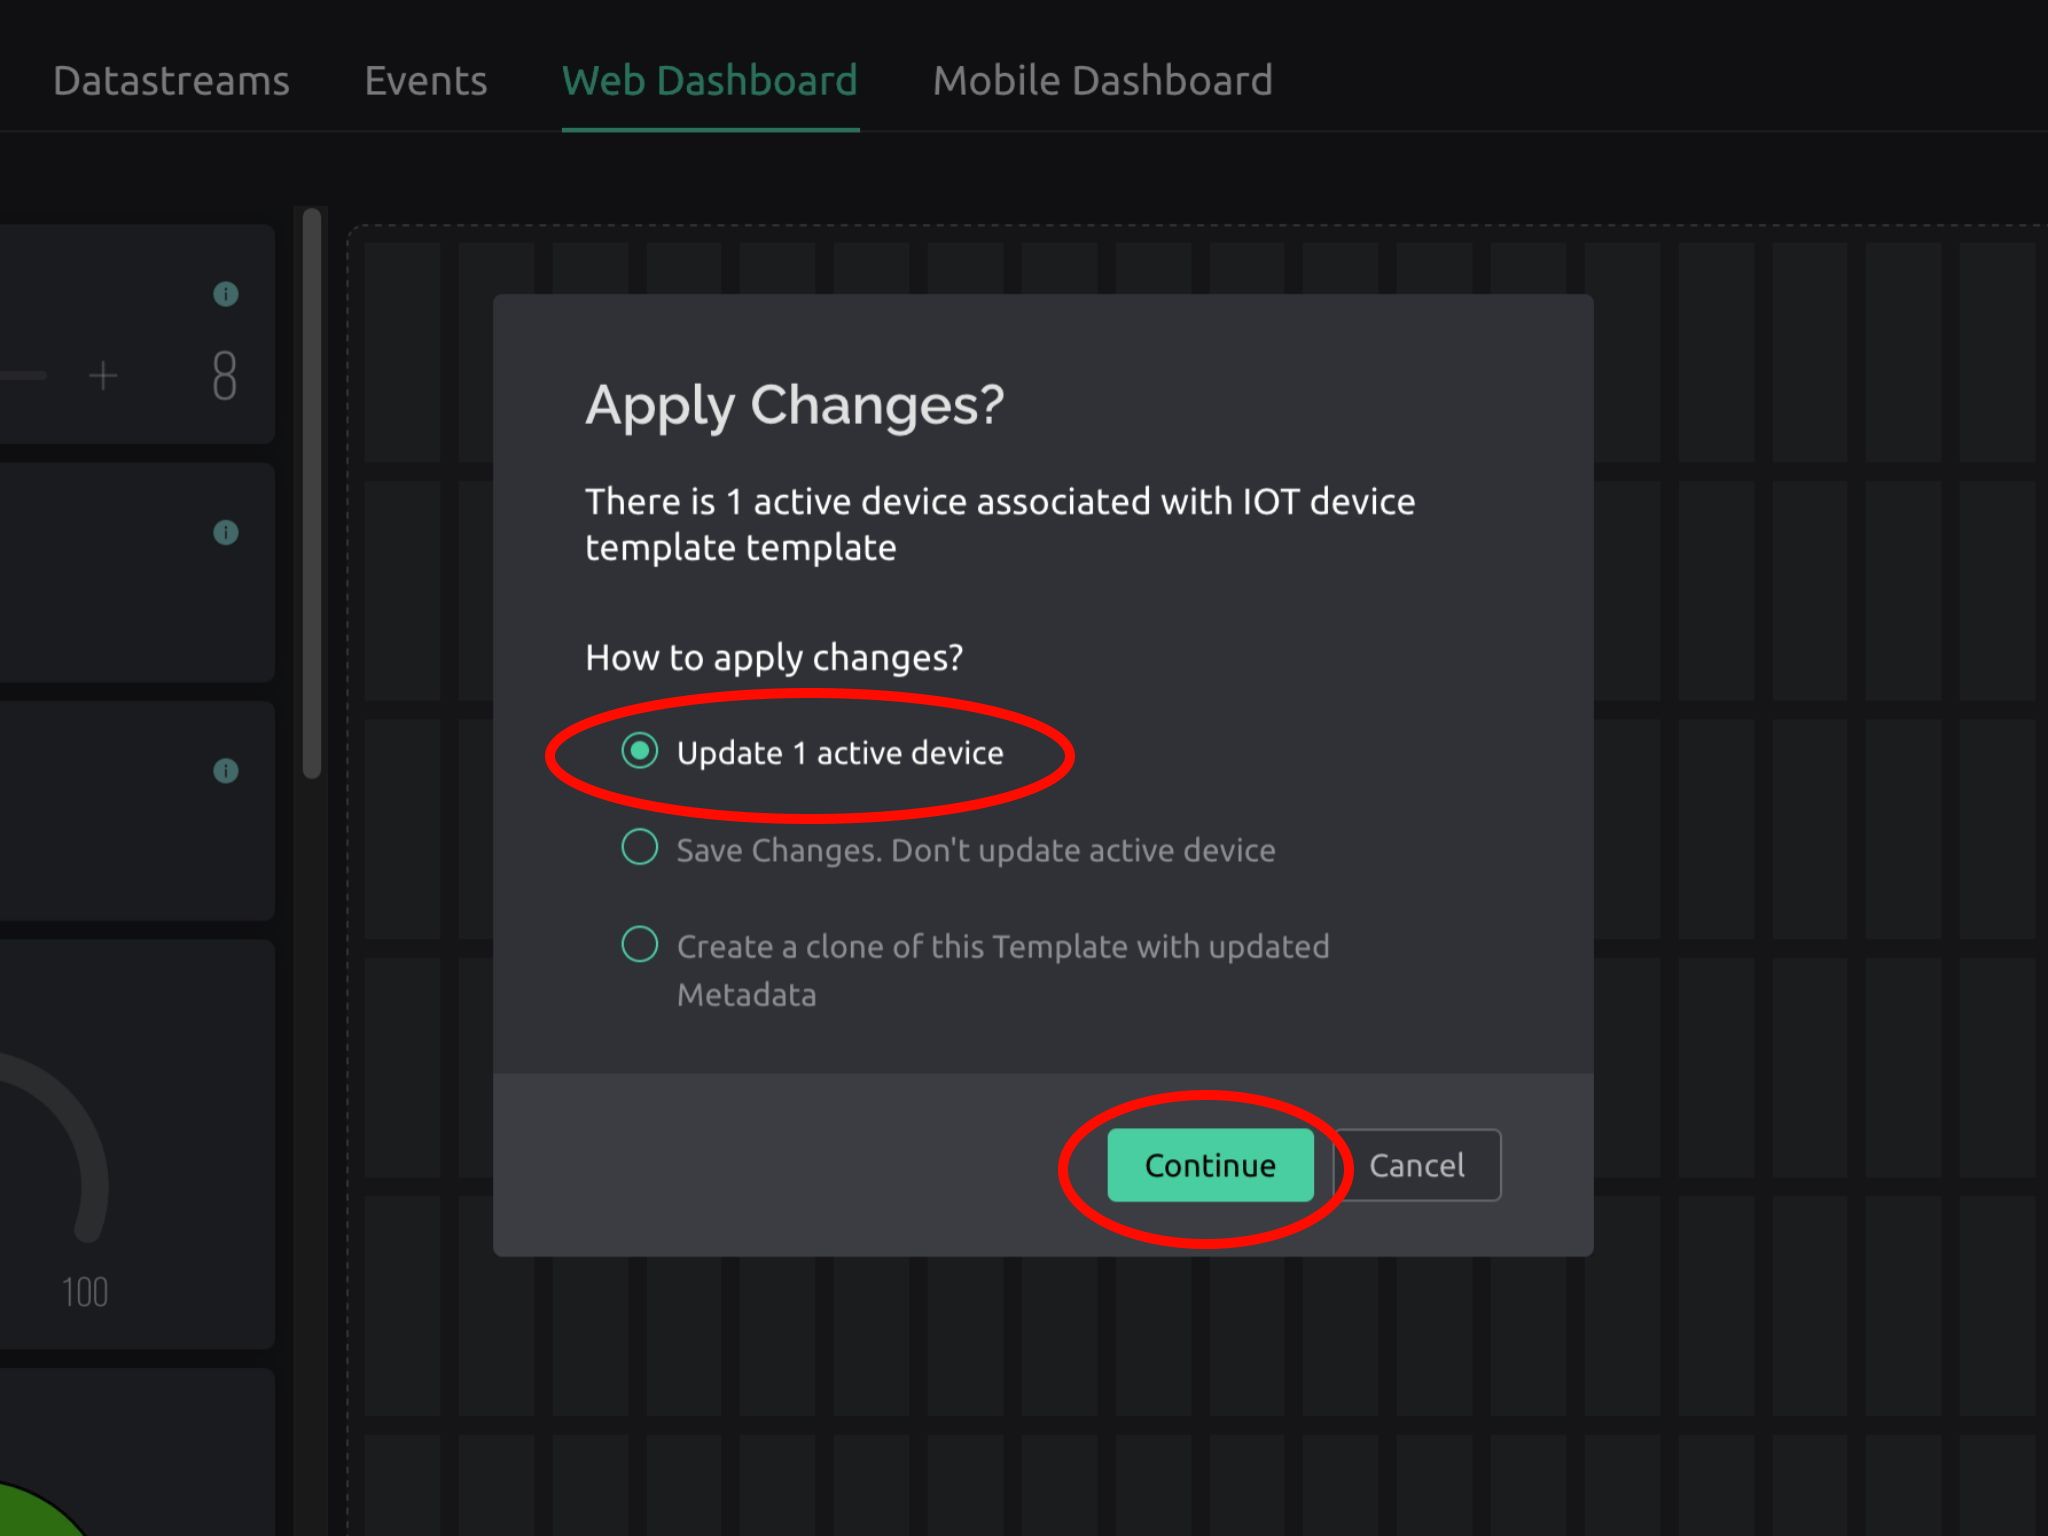 Datastreams Events Web Dashboard Mobile Dashboard
+ 8
Apply Changes?
There is 1 active device associated with IOT device
template template
How to apply changes?
Update 1 active device
Save Changes. Don't update active device
Create a clone of this Template with updated
Metadata
Continue Cancel
100